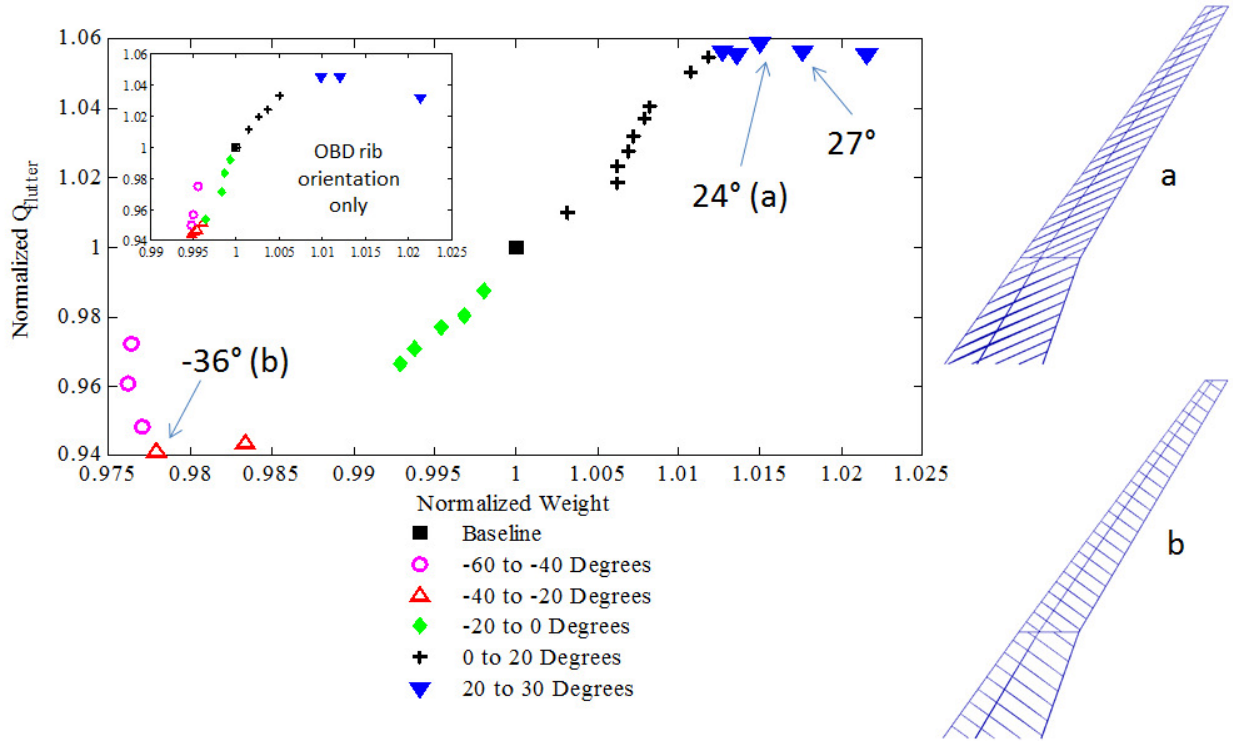 1.06
1.04
1.02
1
0.98
0.96
0.94
Normalized Q_flutter
1.06
1.04
1.02
1
0.98
0.96
0.94
0.99 0.995 1 1.005 1.01 1.015 1.02 1.025
OBD rib
orientation
only
24° (a)
27°
-36° (b)
0.975 0.98 0.985 0.99 0.995 1 1.005 1.01 1.015 1.02 1.025
Normalized Weight
Baseline
-60 to -40 Degrees
-40 to -20 Degrees
-20 to 0 Degrees
0 to 20 Degrees
20 to 30 Degrees
a
b